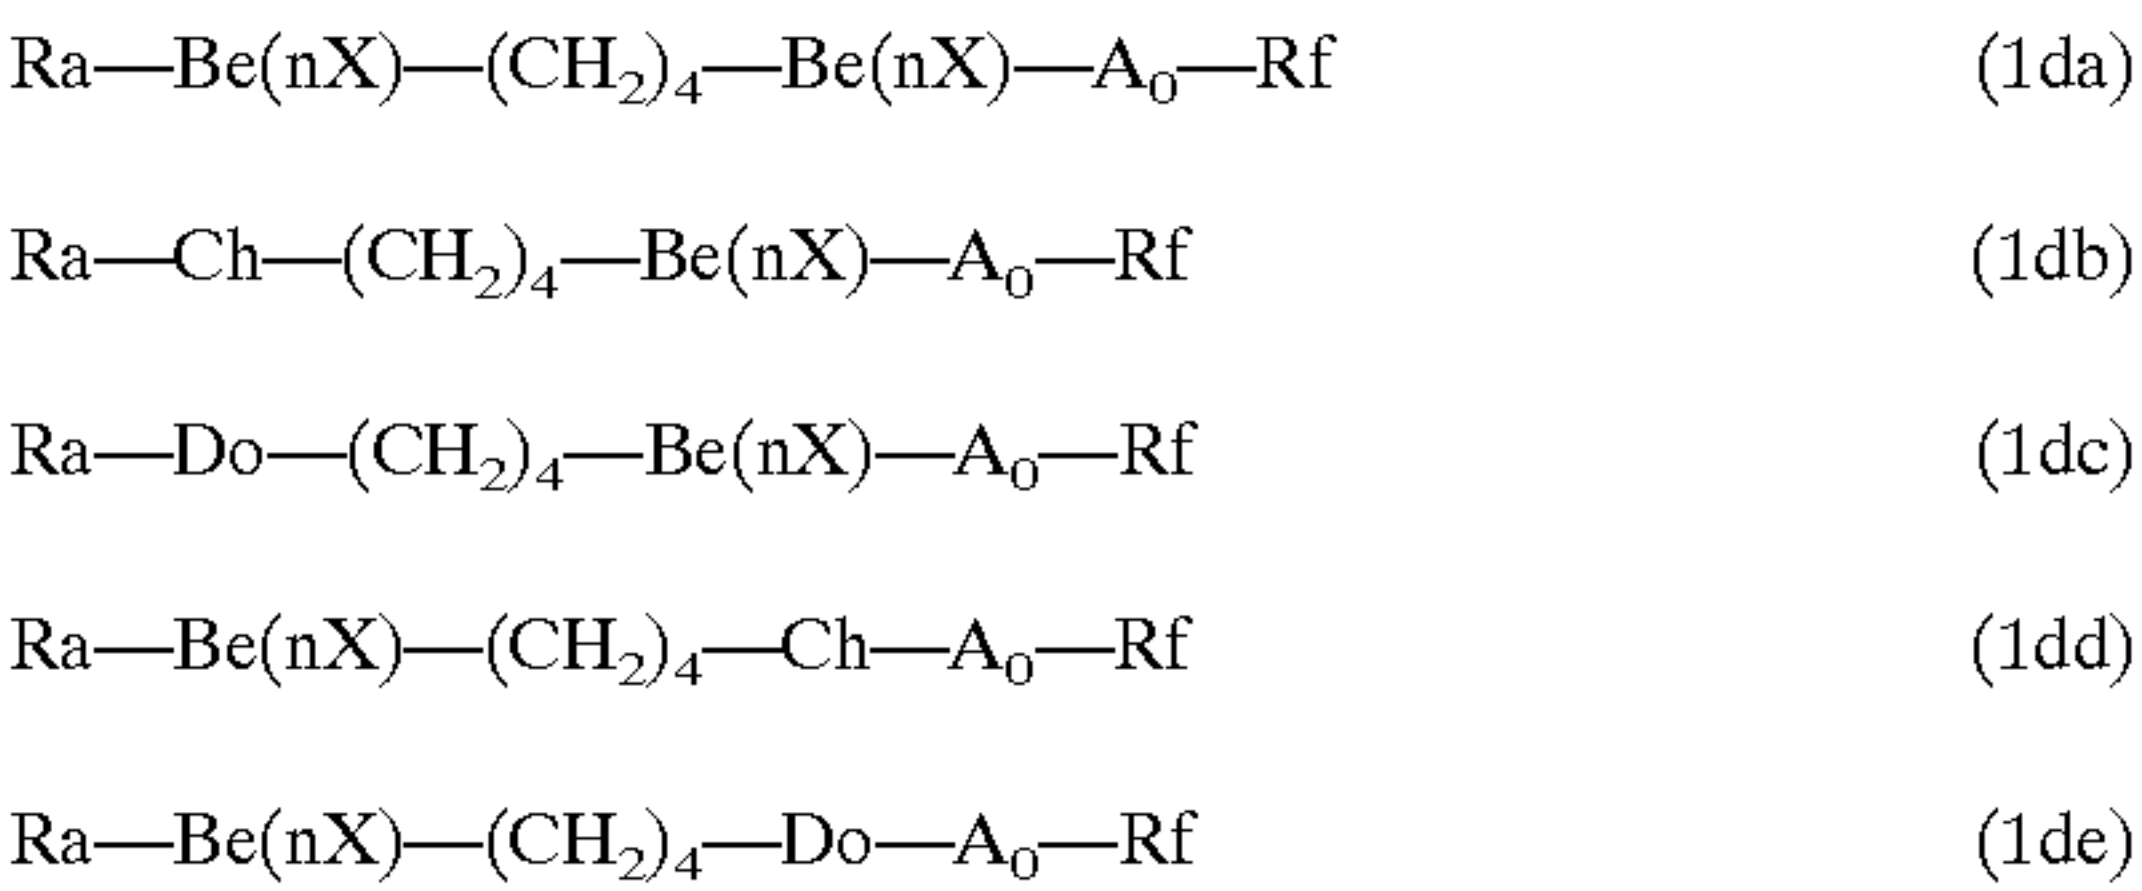 Ra—Be(nX)—(CH₂)₄—Be(nX)—A₀—Rf (1da)
Ra—Ch—(CH₂)₄—Be(nX)—A₀—Rf (1db)
Ra—Do—(CH₂)₄—Be(nX)—A₀—Rf (1dc)
Ra—Be(nX)—(CH₂)₄—Ch—A₀—Rf (1dd)
Ra—Be(nX)—(CH₂)₄—Do—A₀—Rf (1de)